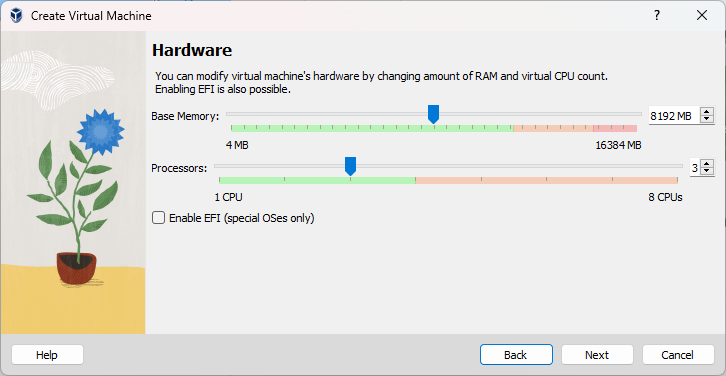 Create Virtual Machine
?
Hardware
You can modify virtual machine's hardware by changing amount of RAM and virtual CPU count.
Enabling EFI is also possible.
Base Memory: 8192 MB
4 MB 16384 MB
Processors: 3
1 CPU 8 CPUs
Enable EFI (special OSes only)
Help Back Next Cancel